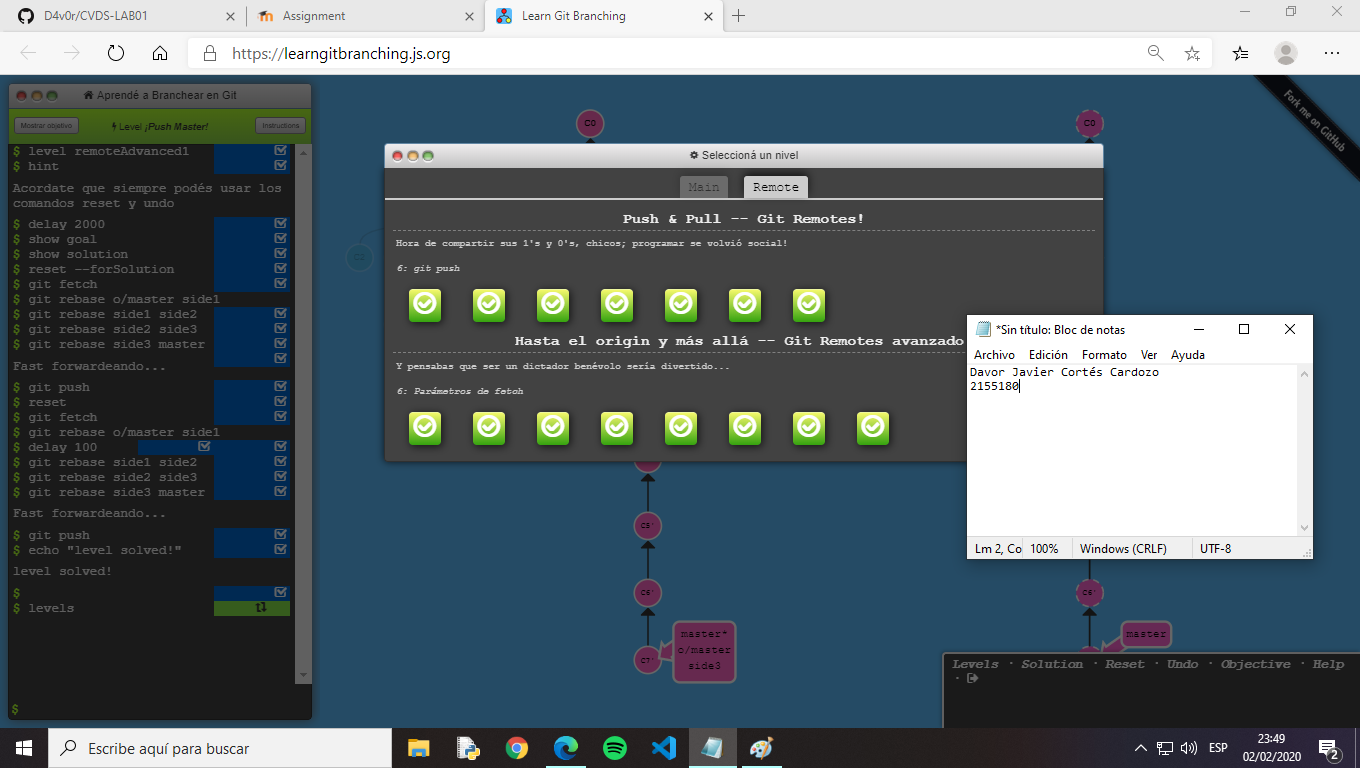 D4v0r/CVDS-LAB01
Assignment
Learn Git Branching
https://learngitbranching.js.org
Aprendé a Branchear en Git
Mostrar objetivo
Level ¡Push Master!
Instructions
$ level remoteAdvanced1
$ hint
Acordate que siempre podés usar los
comandos reset y undo
$ delay 2000
$ show goal
$ show solution
$ reset --forSolution
$ git fetch
$ git rebase o/master side1
$ git rebase side1 side2
$ git rebase side2 side3
$ git rebase side3 master
Fast forwardeando...
$ git push
$ reset
$ git fetch
$ git rebase o/master side1
$ delay 100
$ git rebase side1 side2
$ git rebase side2 side3
$ git rebase side3 master
Fast forwardeando...
$ git push
$ echo "level solved!"
level solved!
$
$ levels
$
C0
C0
Fork me on GitHub
Seleccioná un nivel
Main
Remote
Push & Pull -- Git Remotes!
Hora de compartir sus 1's y 0's, chicos; programar se volvió social!
6: git push
Hasta el origin y más allá -- Git Remotes avanzado
Y pensabas que ser un dictador benévolo sería divertido...
6: Parámetros de fetch
*Sin título: Bloc de notas
Archivo Edición Formato Ver Ayuda
Davor Javier Cortés Cardozo
2155180
Lm 2, Co 100% Windows (CRLF) UTF-8
C5'
C6'
C7'
master*
o/master
side3
C6'
master
Levels · Solution · Reset · Undo · Objective · Help
·
Escribe aquí para buscar
ESP
23:49
02/02/2020
2